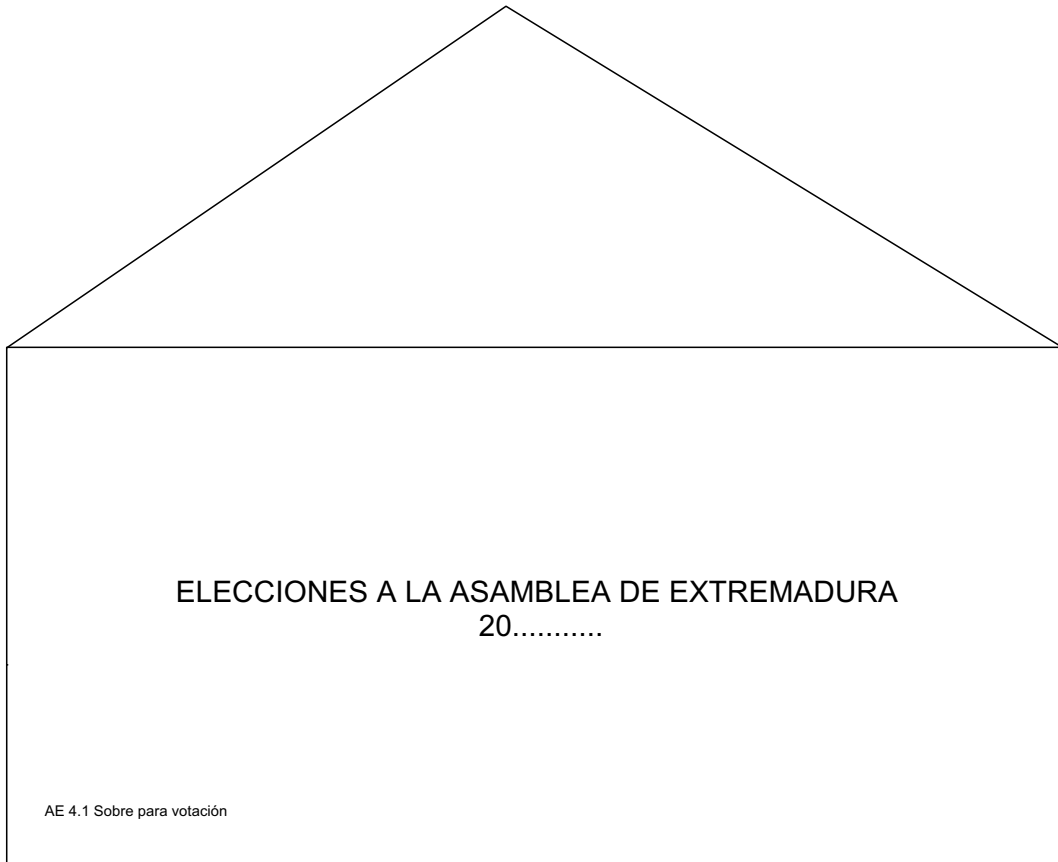 ELECCIONES A LA ASAMBLEA DE EXTREMADURA
20...........
AE 4.1 Sobre para votación